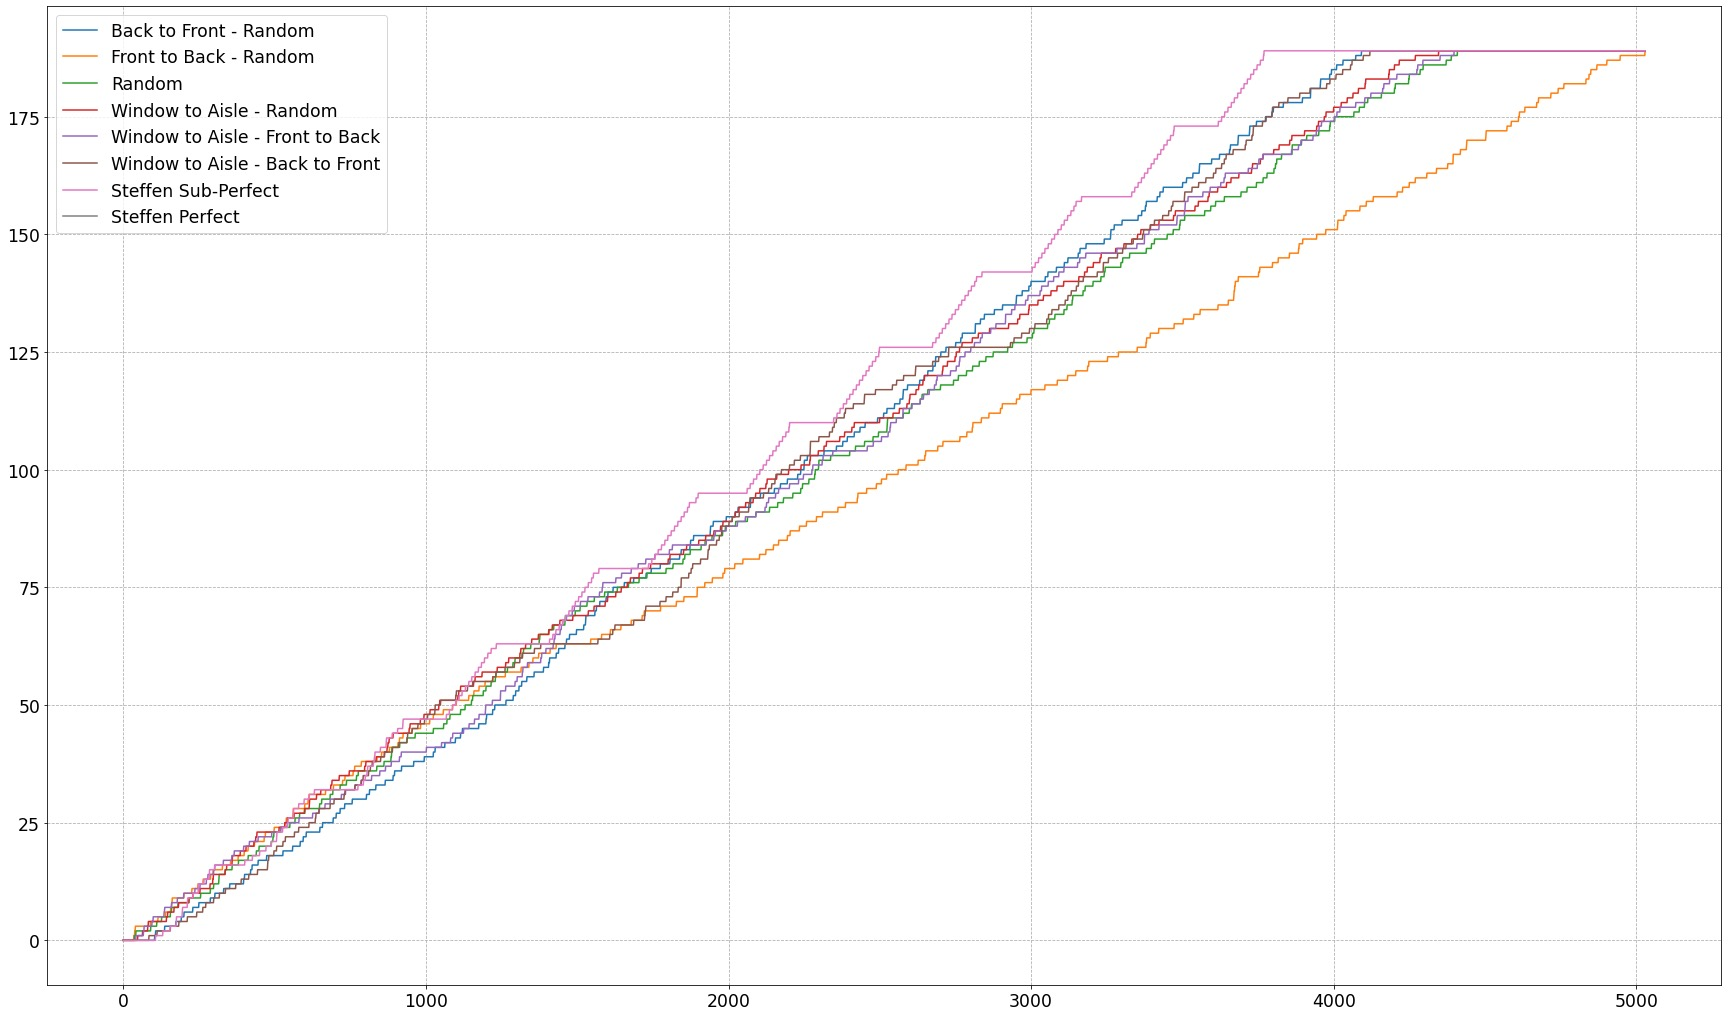 Back to Front - Random
Front to Back - Random
Random
Window to Aisle - Random
Window to Aisle - Front to Back
Window to Aisle - Back to Front
Steffen Sub-Perfect
Steffen Perfect
175
150
125
100
75
50
25
0
0 1000 2000 3000 4000 5000